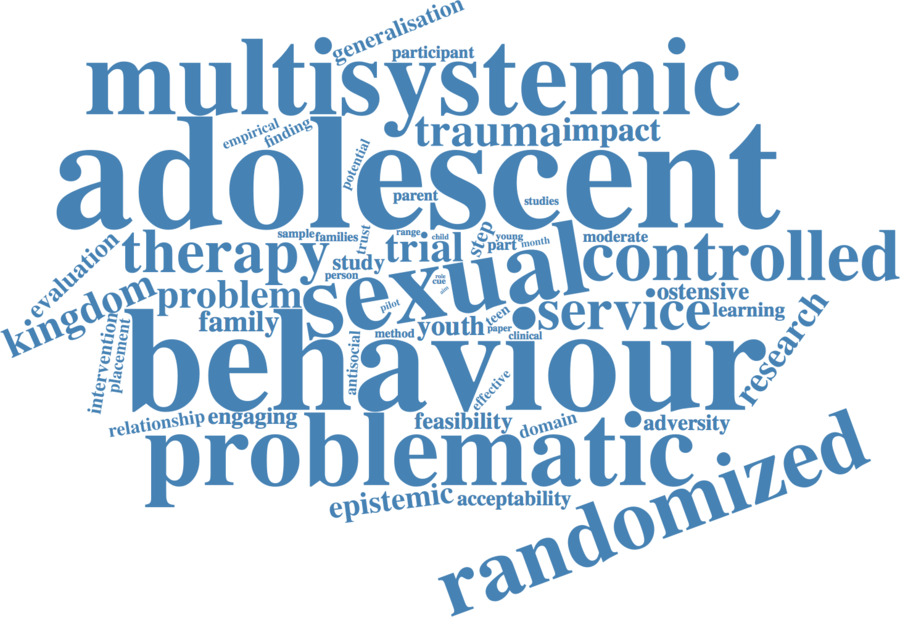 generalisation
participant
multisystemic
empirical
finding
trauma
impact
adolescent
potential
parent
studies
evaluation
therapy
sample
families
trust
range
child
trial
step
young
part
month
moderate
controlled
study
person
sexual
role
cue
aim
kingdom
problem
pilot
ostensive
family
method
youth
teen
paper
clinical
service
learning
research
intervention
placement
behaviour
antisocial
effective
relationship
engaging
feasibility
domain
adversity
problematic
epistemic
acceptability
randomized